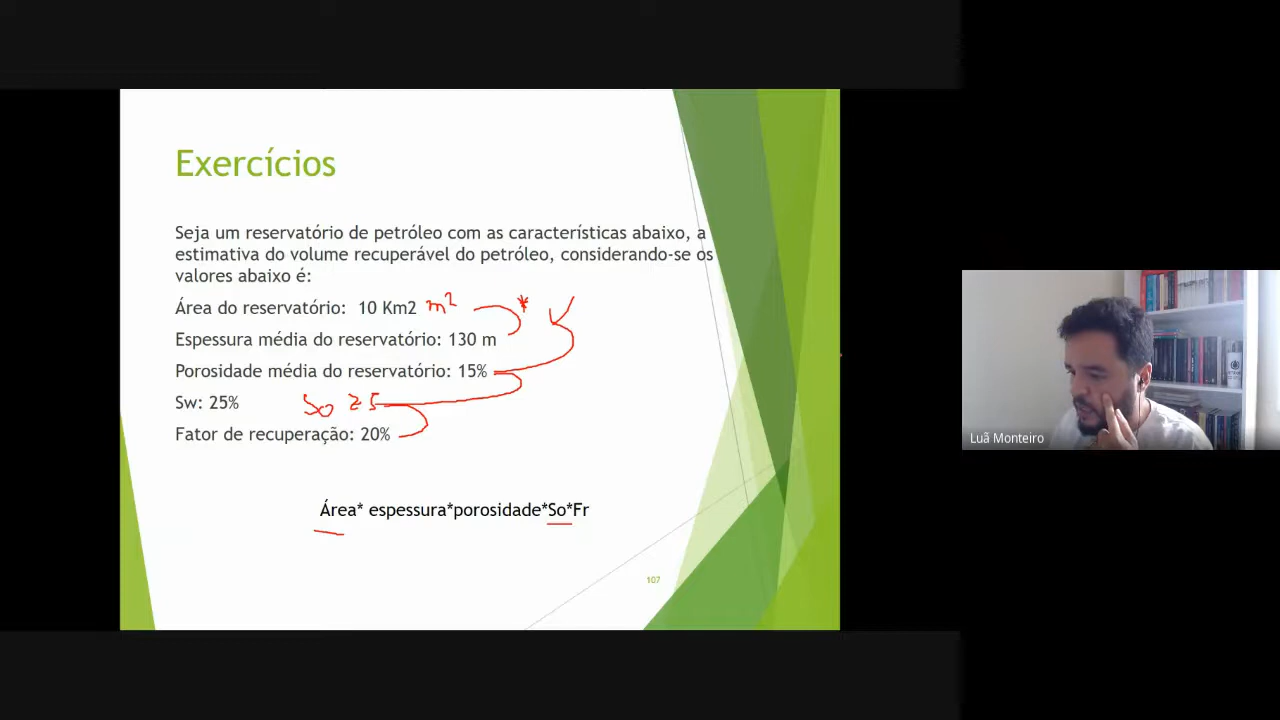 Exercícios
Seja um reservatório de petróleo com as características abaixo, a
estimativa do volume recuperável do petróleo, considerando-se os
valores abaixo é:
Área do reservatório: 10 Km2 m²
*
Espessura média do reservatório: 130 m
Porosidade média do reservatório: 15%
Sw: 25% So 75
Fator de recuperação: 20%
Área* espessura*porosidade*So*Fr
107
Luã Monteiro